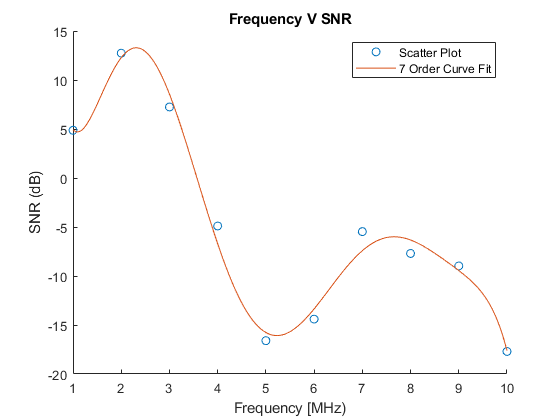 Frequency V SNR
15
10
5
0
-5
-10
-15
-20
SNR (dB)
Scatter Plot
7 Order Curve Fit
1 2 3 4 5 6 7 8 9 10
Frequency [MHz]